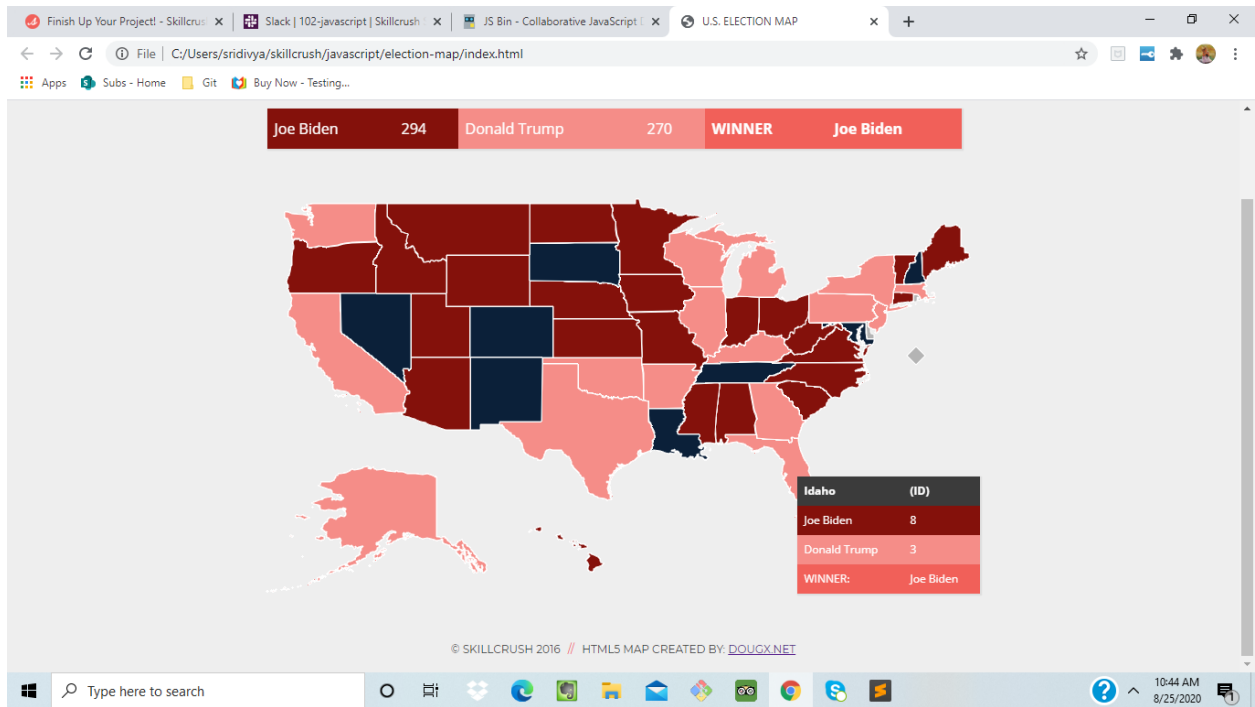 Finish Up Your Project! - Skillcrus
Slack | 102-javascript | Skillcrush
JS Bin - Collaborative JavaScript
U.S. ELECTION MAP
File | C:/Users/sridivya/skillcrush/javascript/election-map/index.html
Apps Subs - Home Git Buy Now - Testing...
Joe Biden 294 Donald Trump 270 WINNER Joe Biden
Idaho (ID)
Joe Biden 8
Donald Trump 3
WINNER: Joe Biden
© SKILLCRUSH 2016 // HTML5 MAP CREATED BY: DOUGX.NET
Type here to search
10:44 AM
8/25/2020